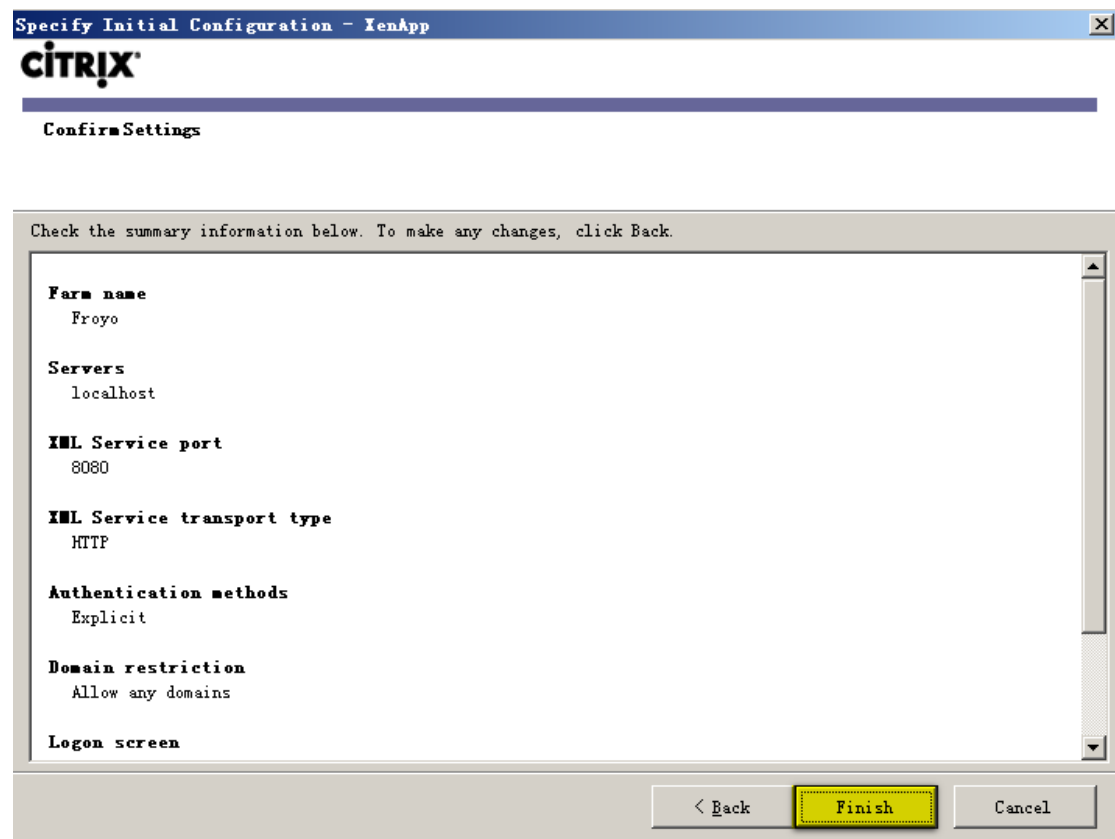 Specify Initial Configuration - XenApp
CİTRIX
Confirm Settings
Check the summary information below. To make any changes, click Back.
Farm name
Froyo
Servers
localhost
XML Service port
8080
XML Service transport type
HTTP
Authentication methods
Explicit
Domain restriction
Allow any domains
Logon screen
< Back
Finish
Cancel